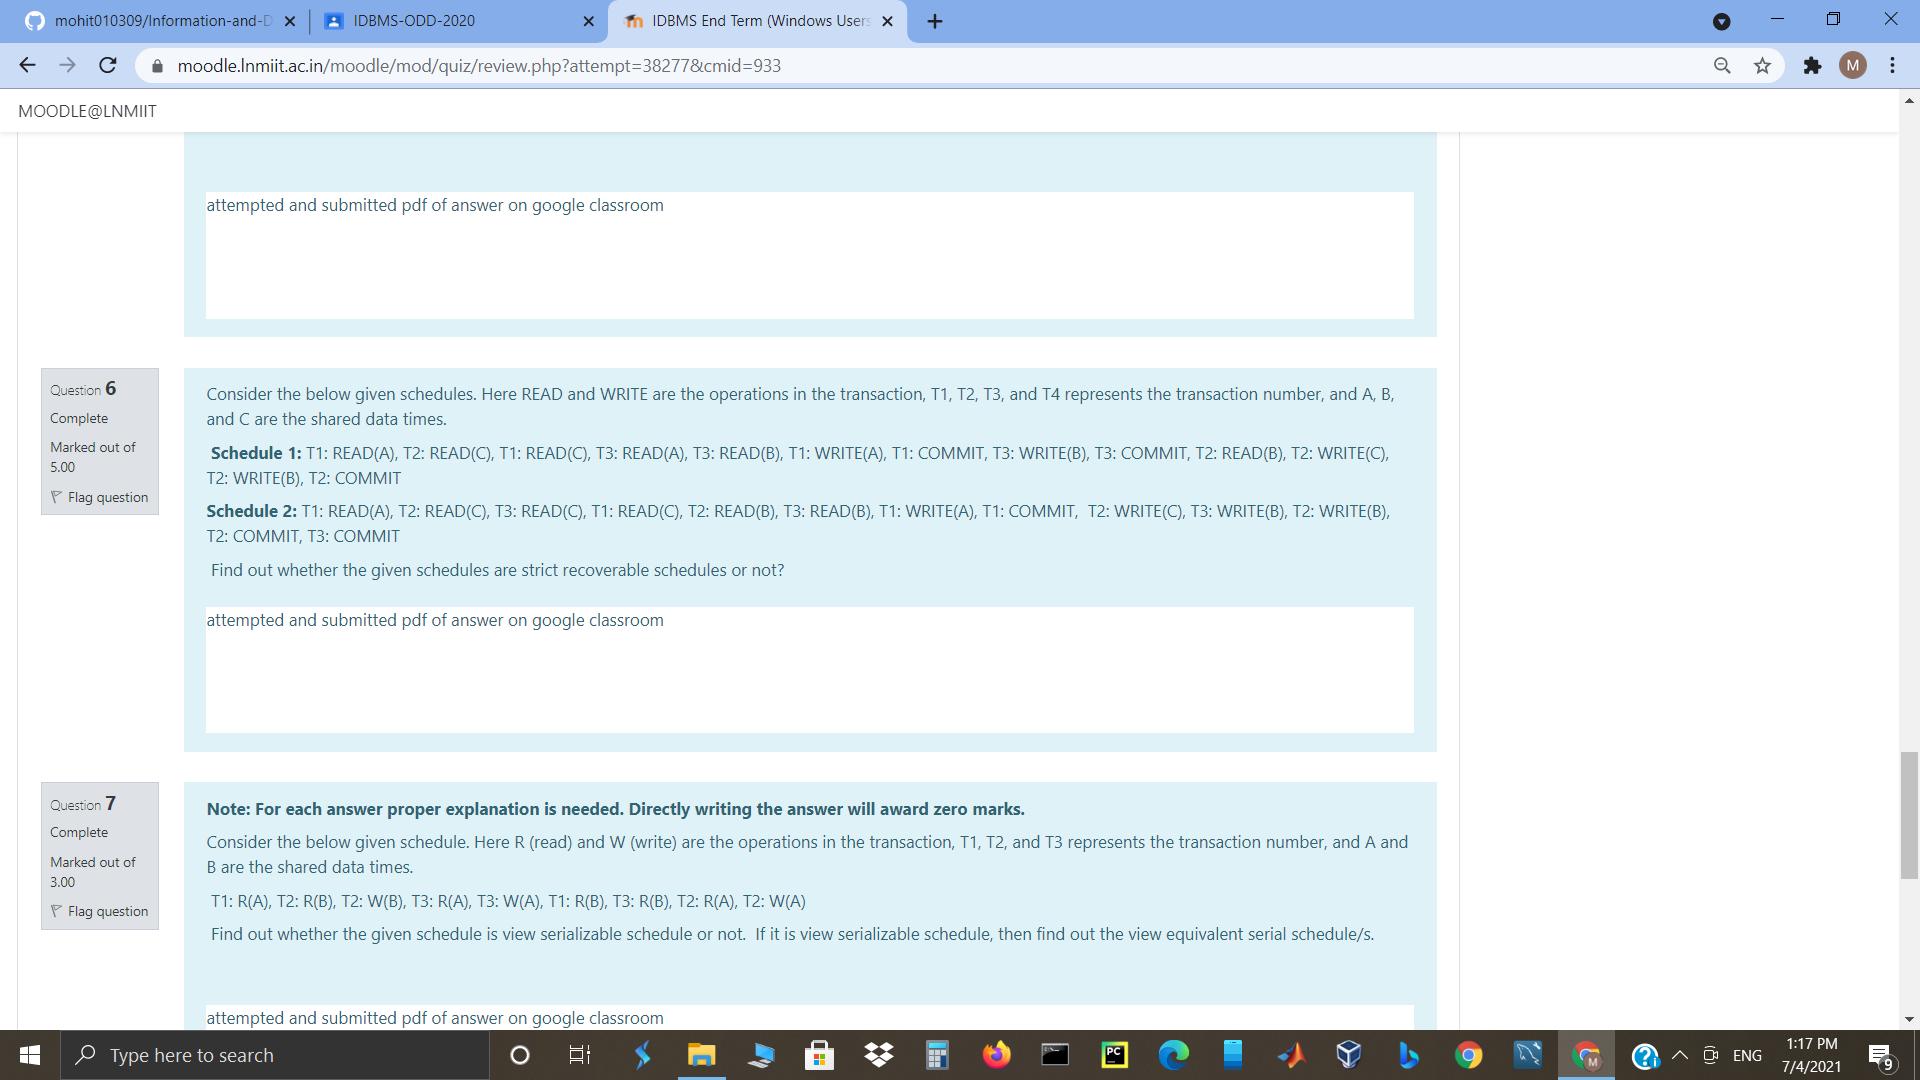 mohit010309/Information-and-D
IDBMS-ODD-2020
IDBMS End Term (Windows Users
moodle.lnmiit.ac.in/moodle/mod/quiz/review.php?attempt=38277&cmid=933
M
MOODLE@LNMIIT
attempted and submitted pdf of answer on google classroom
Question 6
Complete
Marked out of
5.00
Flag question
Consider the below given schedules. Here READ and WRITE are the operations in the transaction, T1, T2, T3, and T4 represents the transaction number, and A, B,
and C are the shared data times.
Schedule 1: T1: READ(A), T2: READ(C), T1: READ(C), T3: READ(A), T3: READ(B), T1: WRITE(A), T1: COMMIT, T3: WRITE(B), T3: COMMIT, T2: READ(B), T2: WRITE(C),
T2: WRITE(B), T2: COMMIT
Schedule 2: T1: READ(A), T2: READ(C), T3: READ(C), T1: READ(C), T2: READ(B), T3: READ(B), T1: WRITE(A), T1: COMMIT, T2: WRITE(C), T3: WRITE(B), T2: WRITE(B),
T2: COMMIT, T3: COMMIT
Find out whether the given schedules are strict recoverable schedules or not?
attempted and submitted pdf of answer on google classroom
Question 7
Complete
Marked out of
3.00
Flag question
Note: For each answer proper explanation is needed. Directly writing the answer will award zero marks.
Consider the below given schedule. Here R (read) and W (write) are the operations in the transaction, T1, T2, and T3 represents the transaction number, and A and
B are the shared data times.
T1: R(A), T2: R(B), T2: W(B), T3: R(A), T3: W(A), T1: R(B), T3: R(B), T2: R(A), T2: W(A)
Find out whether the given schedule is view serializable schedule or not. If it is view serializable schedule, then find out the view equivalent serial schedule/s.
attempted and submitted pdf of answer on google classroom
Type here to search
PC
M
ENG
1:17 PM
7/4/2021
9